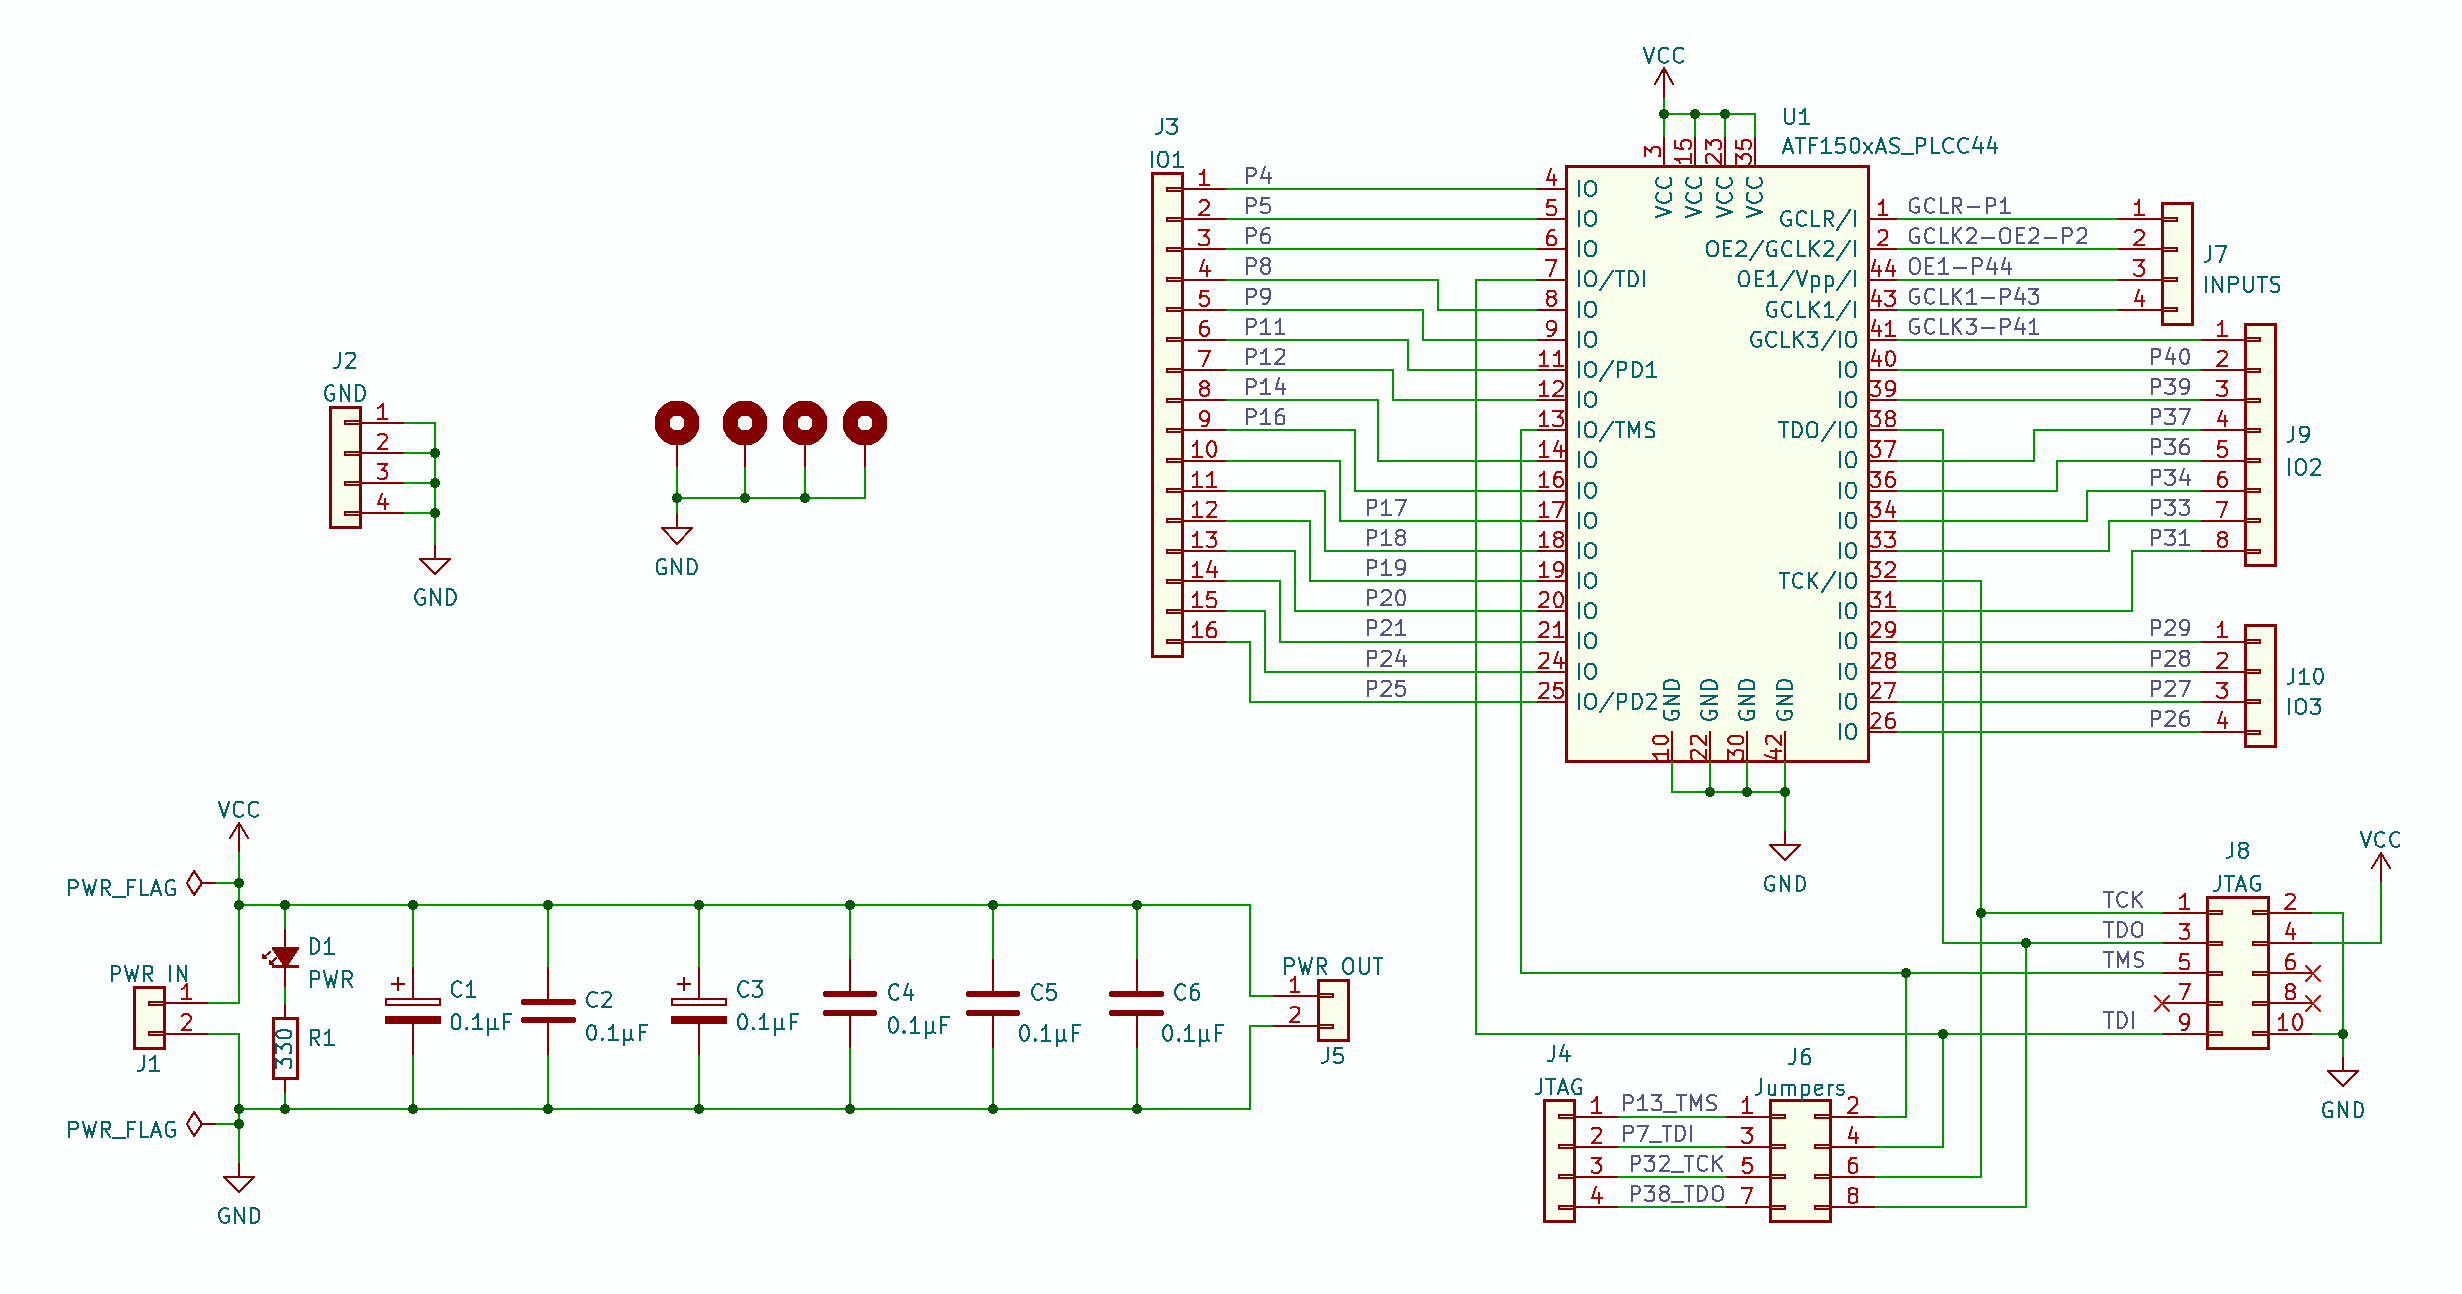 VCC
U1
ATF150xAS_PLCC44
3
15
23
35
VCC
VCC
VCC
VCC
J3
IO1
1
P4
4
IO
2
P5
5
IO
3
P6
6
IO
4
P8
7
IO/TDI
5
P9
8
IO
6
P11
9
IO
7
P12
11
IO/PD1
8
P14
12
IO
9
P16
13
IO/TMS
10
14
IO
11
16
IO
12
P17
17
IO
13
P18
18
IO
14
P19
19
IO
15
P20
20
IO
16
P21
21
IO
P24
24
IO
P25
25
IO/PD2
GCLR/I
1
GCLR-P1
1
OE2/GCLK2/I
2
GCLK2-OE2-P2
2
OE1/Vpp/I
44
OE1-P44
3
GCLK1/I
43
GCLK1-P43
4
J7
INPUTS
GCLK3/IO
41
GCLK3-P41
1
IO
40
P40
2
IO
39
P39
3
TDO/IO
38
P37
4
IO
37
P36
5
IO
36
P34
6
IO
34
P33
7
IO
33
P31
8
J9
IO2
TCK/IO
32
IO
31
IO
29
P29
1
IO
28
P28
2
IO
27
P27
3
IO
26
P26
4
J10
IO3
GND
GND
GND
GND
10
22
30
42
GND
J2
GND
1
2
3
4
GND
GND
VCC
PWR_FLAG
PWR IN
1
2
J1
PWR_FLAG
GND
D1
PWR
330
R1
C1
0.1µF
C2
0.1µF
C3
0.1µF
C4
0.1µF
C5
0.1µF
C6
0.1µF
PWR OUT
1
2
J5
VCC
J8
JTAG
TCK
1
2
TDO
3
4
TMS
5
6
7
8
TDI
9
10
GND
J4
JTAG
J6
Jumpers
1
P13_TMS
1
2
2
P7_TDI
3
4
3
P32_TCK
5
6
4
P38_TDO
7
8